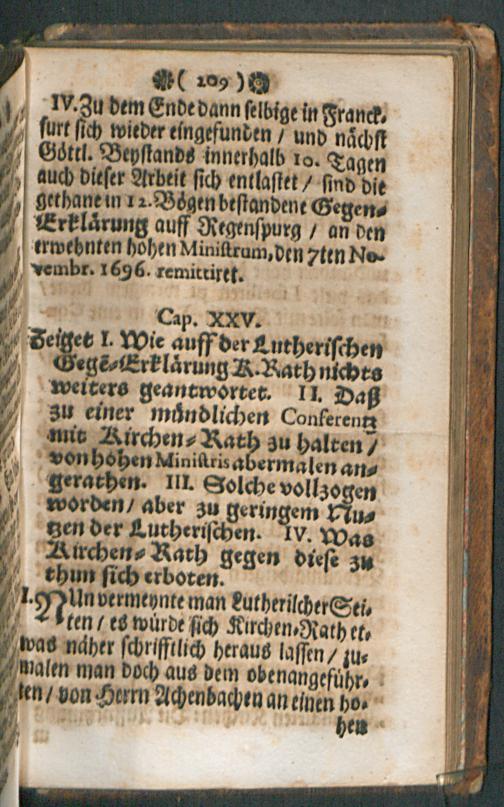 ( 209 )
IV. Zu dem Ende dann selbige in Franck-
furt sich wieder eingefunden / und nächst
Göttl. Beystands innerhalb 10. Tagen
auch dieser Arbeit sich entlastet / sind die
gethane in 12. Bögen bestandene Gegen-
Erklärung auff Regenspurg / an den
erwehnten hohen Ministrum, den 7ten No-
vembr. 1696. remittiret.
Cap. XXV.
Zeiget I. Wie auff der Lutherischen
Gegē-Erklärung K. Rath nichts
weiters geantwortet. II. Daß
zu einer mündlichen Conferentz
mit Kirchen-Rath zu halten /
von hohen Ministris abermalen an-
gerathen. III. Solche vollzogen
worden / aber zu geringem Nu-
tzen der Lutherischen. IV. Was
Kirchen-Rath gegen diese zu
thun sich erboten.
I. NUn vermeynte man Lutherilcher Sei-
ten / es würde sich Kirchen-Rath et-
was näher schrifftlich heraus lassen / zu-
malen man doch aus dem obenangeführ-
ten / von Herrn Achenbachen an einen ho-
hen